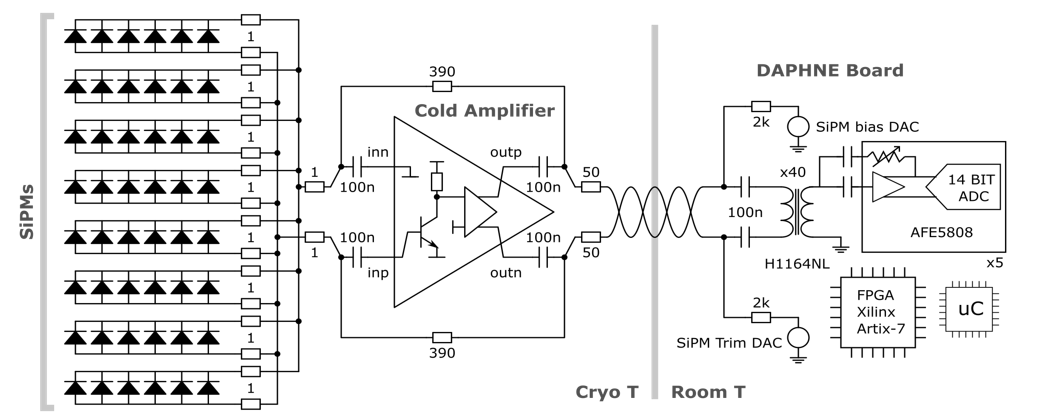 SiPMs
1
1
1
1
1
1
1
1
390
Cold Amplifier
1
inn
100n
outp
100n
50
100n
inp
1
100n
outn
50
390
Cryo T
Room T
DAPHNE Board
2k
SiPM bias DAC
x40
100n
H1164NL
14 BIT
ADC
AFE5808
x5
2k
SiPM Trim DAC
FPGA
Xilinx
Artix-7
uC